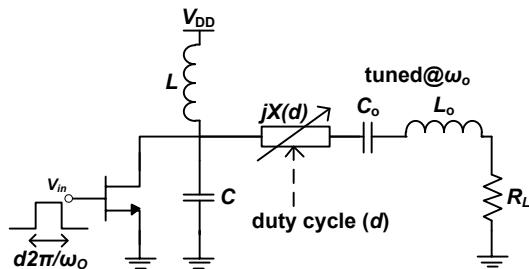 V_DD
L
tuned@ω_o
jX(d)
C_o
L_o
V_in
C
R_L
duty cycle (d)
d2π/ω_O